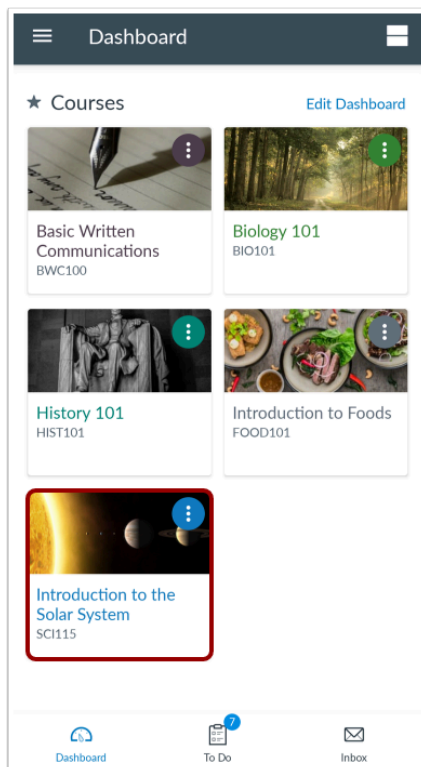 Dashboard
Courses
Edit Dashboard
Basic Written
Communications
BWC100
Biology 101
BIO101
History 101
HIST101
Introduction to Foods
FOOD101
Introduction to the
Solar System
SCI115
7
Dashboard
To Do
Inbox